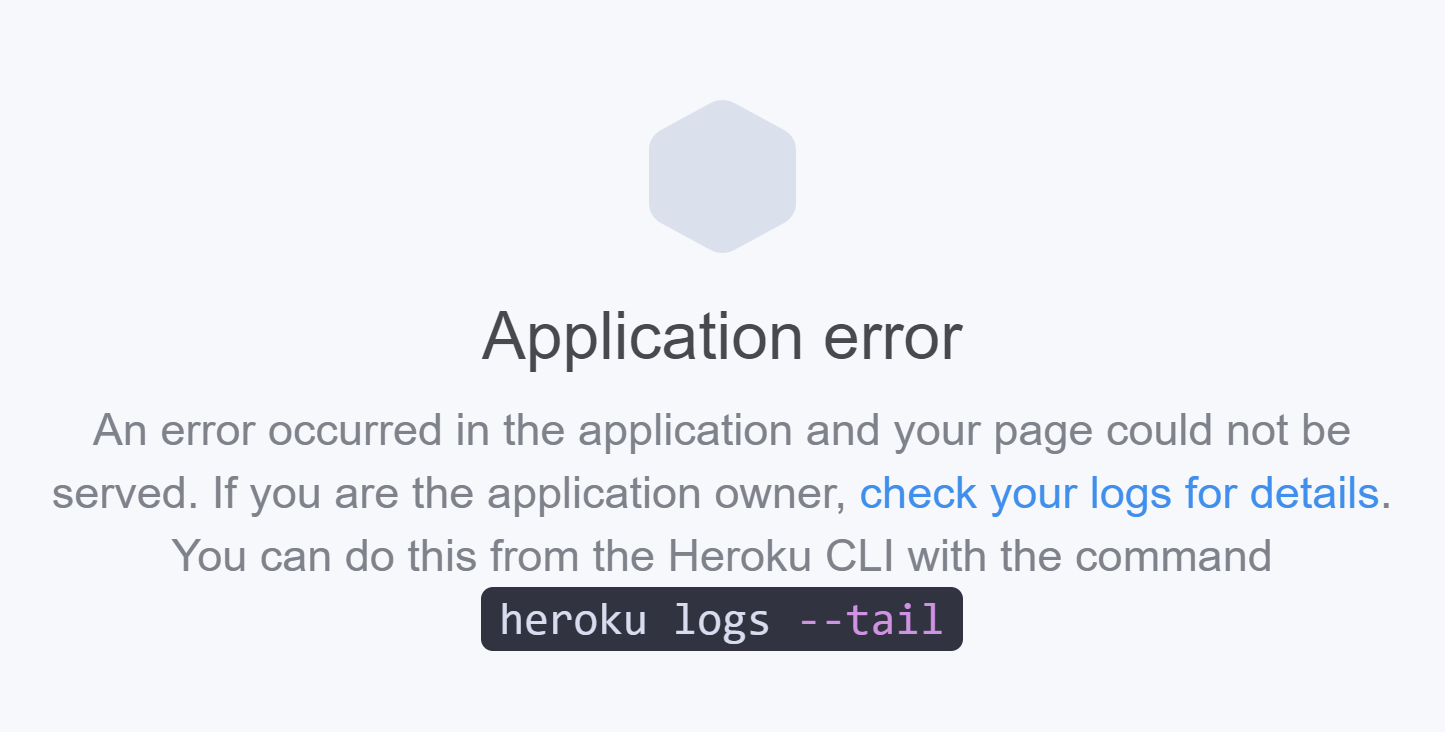 Application error
An error occurred in the application and your page could not be
served. If you are the application owner, check your logs for details.
You can do this from the Heroku CLI with the command
heroku logs --tail